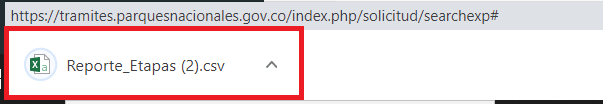 https://tramites.parquesnacionales.gov.co/index.php/solicitud/searchexp#
Reporte_Etapas (2).csv